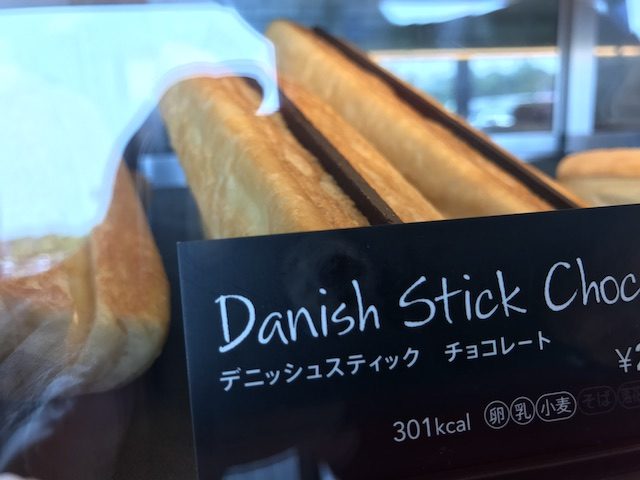 Danish Stick Choc
デニッシュスティック チョコレート
¥2
301kcal 卵 乳 小麦 そば